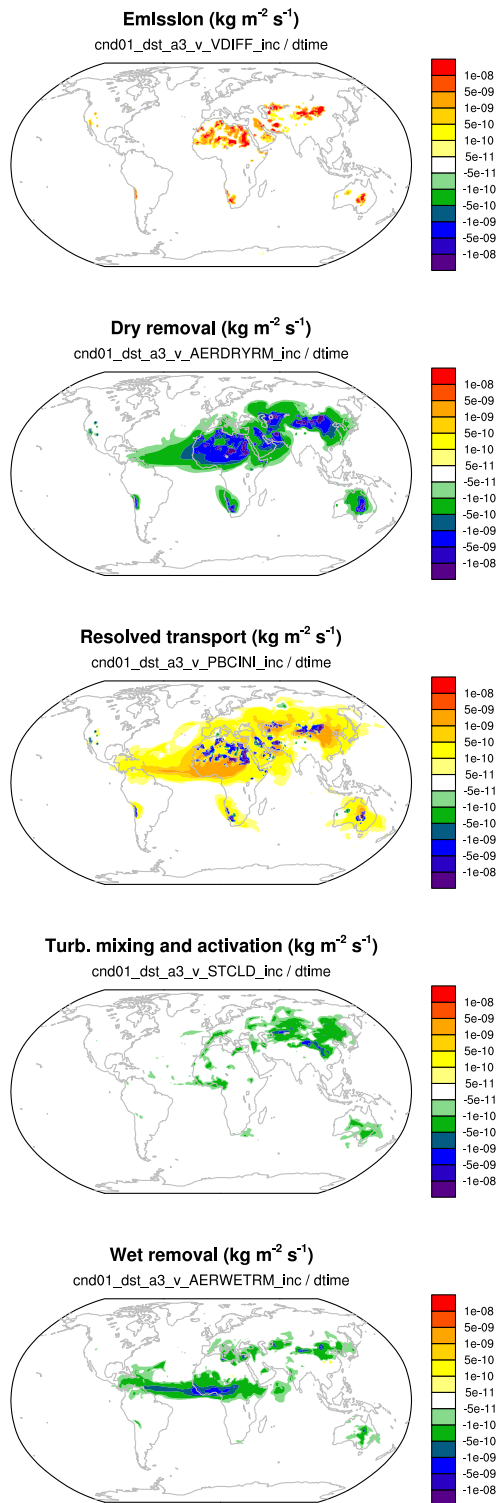 Emission (kg m-2 s-1)
cnd01_dst_a3_v_VDIFF_inc / dtime
1e-08
5e-09
1e-09
5e-10
1e-10
5e-11
-5e-11
-1e-10
-5e-10
-1e-09
-5e-09
-1e-08
Dry removal (kg m-2 s-1)
cnd01_dst_a3_v_AERDRYRM_inc / dtime
1e-08
5e-09
1e-09
5e-10
1e-10
5e-11
-5e-11
-1e-10
-5e-10
-1e-09
-5e-09
-1e-08
Resolved transport (kg m-2 s-1)
cnd01_dst_a3_v_PBCINI_inc / dtime
1e-08
5e-09
1e-09
5e-10
1e-10
5e-11
-5e-11
-1e-10
-5e-10
-1e-09
-5e-09
-1e-08
Turb. mixing and activation (kg m-2 s-1)
cnd01_dst_a3_v_STCLD_inc / dtime
1e-08
5e-09
1e-09
5e-10
1e-10
5e-11
-5e-11
-1e-10
-5e-10
-1e-09
-5e-09
-1e-08
Wet removal (kg m-2 s-1)
cnd01_dst_a3_v_AERWETRM_inc / dtime
1e-08
5e-09
1e-09
5e-10
1e-10
5e-11
-5e-11
-1e-10
-5e-10
-1e-09
-5e-09
-1e-08